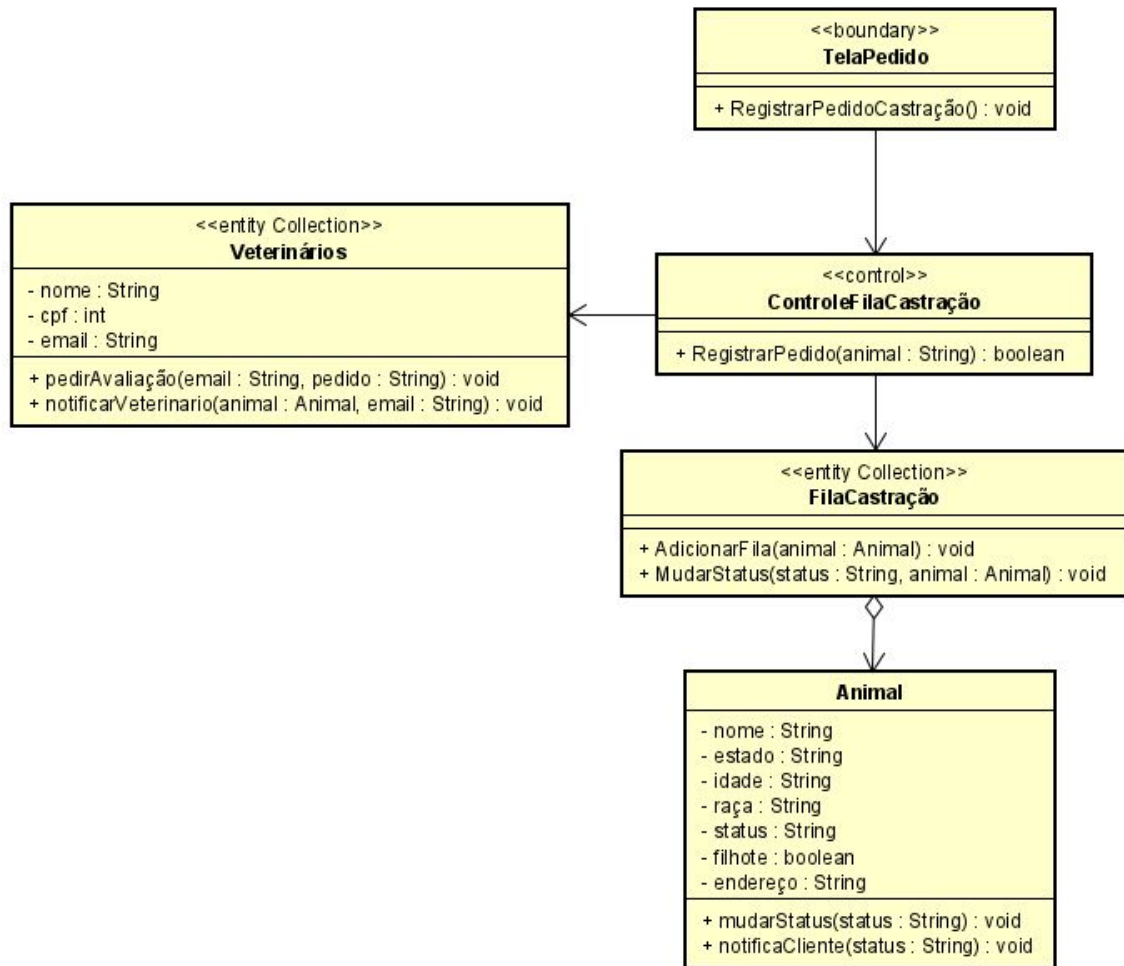 <<boundary>>
TelaPedido
+ RegistrarPedidoCastração() : void
<<entity Collection>>
Veterinários
- nome : String
- cpf : int
- email : String
+ pedirAvaliação(email : String, pedido : String) : void
+ notificarVeterinario(animal : Animal, email : String) : void
<<control>>
ControleFilaCastração
+ RegistrarPedido(animal : String) : boolean
<<entity Collection>>
FilaCastração
+ AdicionarFila(animal : Animal) : void
+ MudarStatus(status : String, animal : Animal) : void
Animal
- nome : String
- estado : String
- idade : String
- raça : String
- status : String
- filhote : boolean
- endereço : String
+ mudarStatus(status : String) : void
+ notificaCliente(status : String) : void